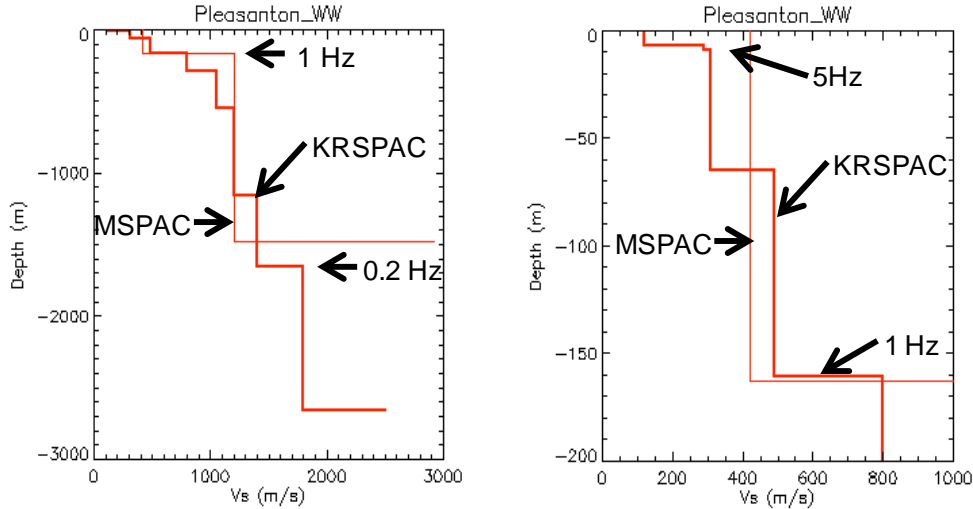 Pleasanton_WW
0
-1000
-2000
-3000
Depth (m)
1 Hz
KRSPAC
MSPAC
0.2 Hz
0 1000 2000 3000
Vs (m/s)
Pleasanton_WW
0
-50
-100
-150
-200
Depth (m)
5Hz
KRSPAC
MSPAC
1 Hz
0 200 400 600 800 1000
Vs (m/s)